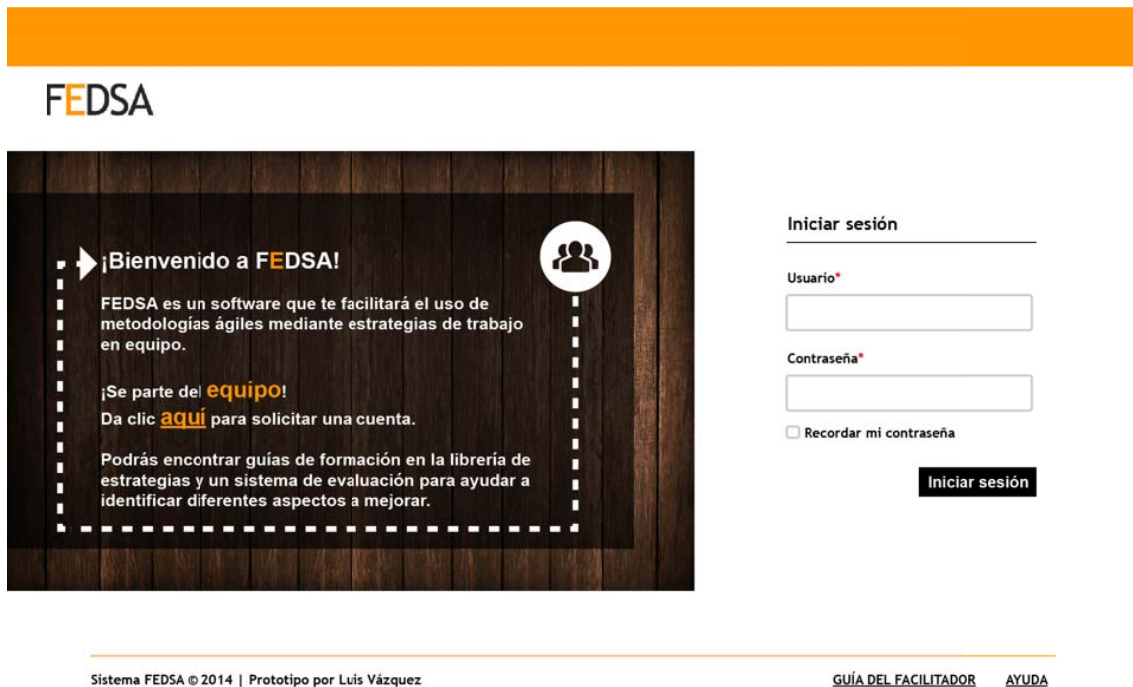 FEDSA
¡Bienvenido a FEDSA!
FEDSA es un software que te facilitará el uso de
metodologías ágiles mediante estrategias de trabajo
en equipo.
¡Se parte del equipo!
Da clic aquí para solicitar una cuenta.
Podrás encontrar guías de formación en la librería de
estrategias y un sistema de evaluación para ayudar a
identificar diferentes aspectos a mejorar.
Iniciar sesión
Usuario*
Contraseña*
Recordar mi contraseña
Iniciar sesión
Sistema FEDSA © 2014 | Prototipo por Luis Vázquez
GUÍA DEL FACILITADOR AYUDA